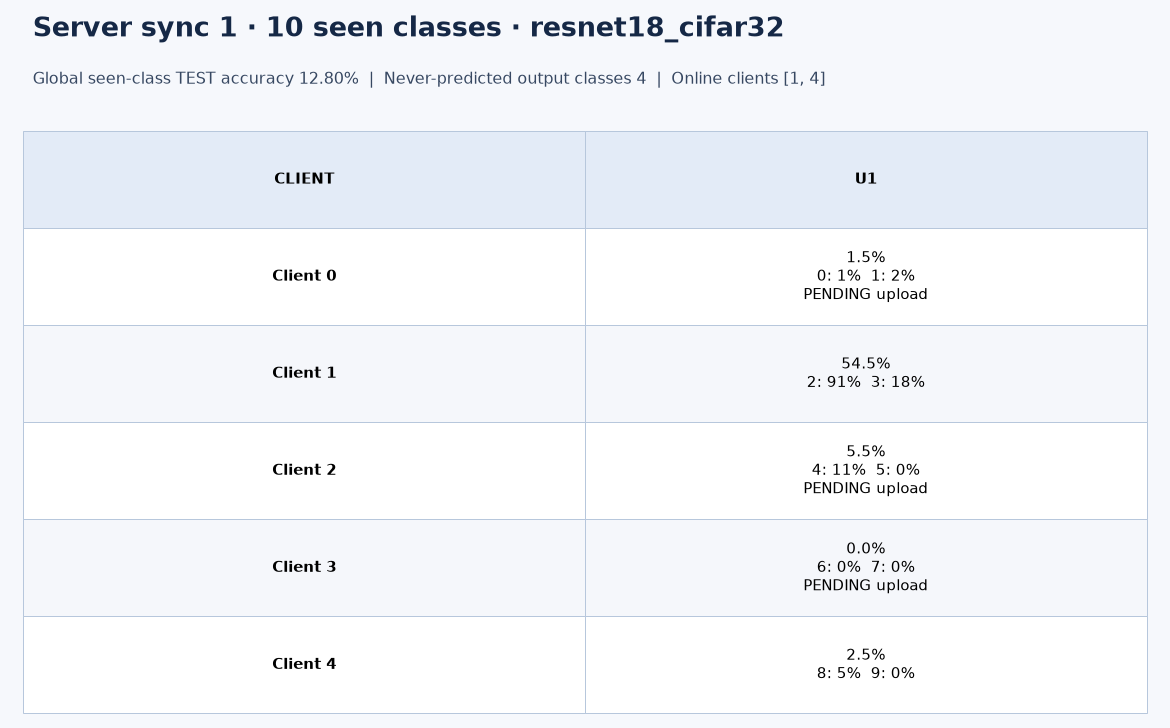 Server sync 1 · 10 seen classes · resnet18_cifar32
Global seen-class TEST accuracy 12.80% | Never-predicted output classes 4 | Online clients [1, 4]
CLIENT
U1
Client 0
1.5%
0: 1% 1: 2%
PENDING upload
Client 1
54.5%
2: 91% 3: 18%
Client 2
5.5%
4: 11% 5: 0%
PENDING upload
Client 3
0.0%
6: 0% 7: 0%
PENDING upload
Client 4
2.5%
8: 5% 9: 0%